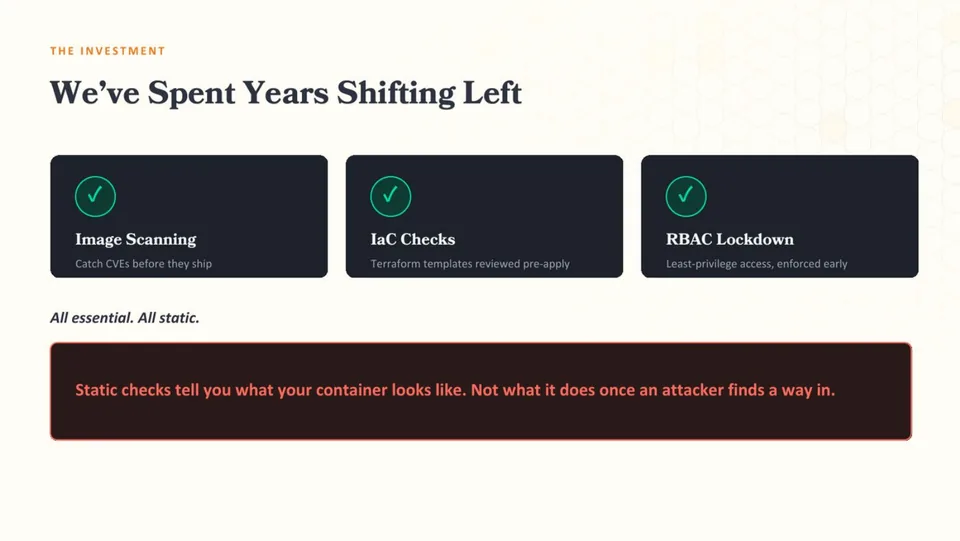 THE INVESTMENT
We’ve Spent Years Shifting Left
Image Scanning
Catch CVEs before they ship
IaC Checks
Terraform templates reviewed pre-apply
RBAC Lockdown
Least-privilege access, enforced early
All essential. All static.
Static checks tell you what your container looks like. Not what it does once an attacker finds a way in.